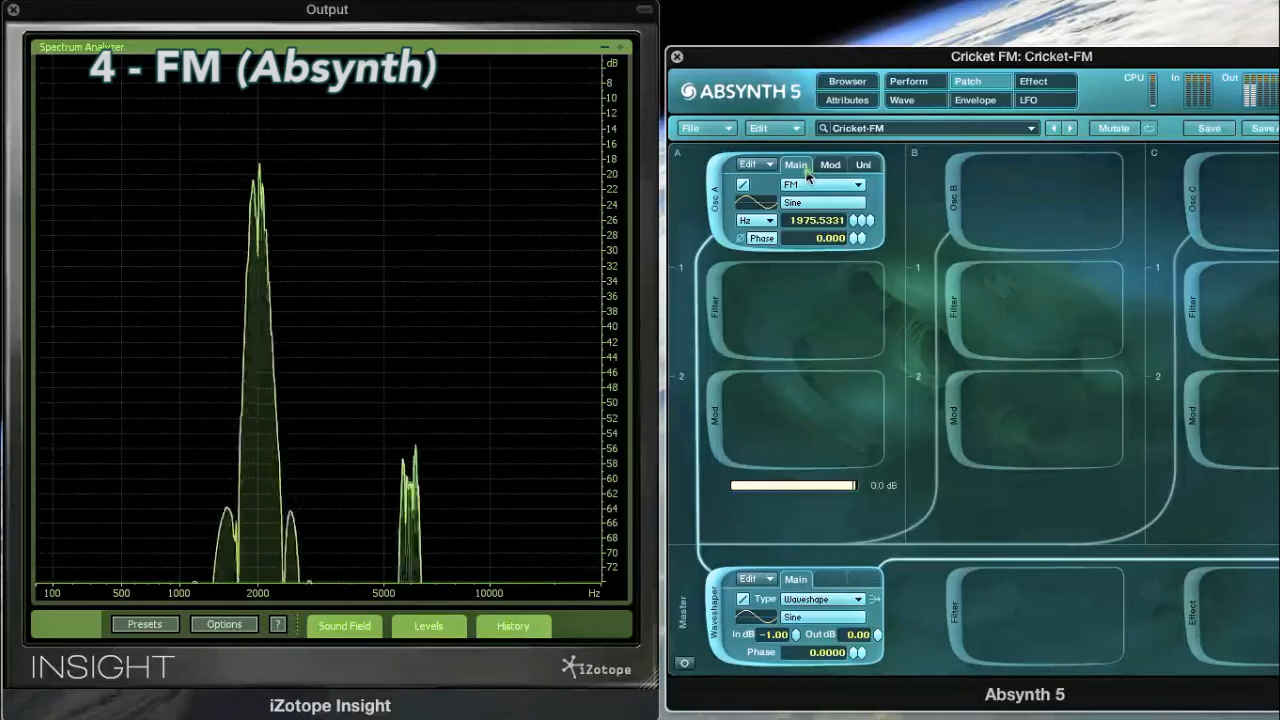 Output
Spectrum Analyzer
4 - FM (Absynth)
dB
-8
-10
-12
-14
-16
-18
-20
-22
-24
-26
-28
-30
-32
-34
-36
-38
-40
-42
-44
-46
-48
-50
-52
-54
-56
-58
-60
-62
-64
-66
-68
-70
-72
100 500 1000 2000 5000 10000 Hz
Presets Options ? Sound Field Levels History
INSIGHT iZotope
iZotope Insight
Cricket FM: Cricket-FM
ABSYNTH 5 Browser Perform Patch Effect CPU In Out
Attributes Wave Envelope LFO
File Edit Cricket-FM Mutate Save Save
A B C
Osc A Edit Main Mod Uni Osc B Osc C
FM
Sine
Hz 1975.5331
Phase 0.000
1 1 1
Filter Filter Filter
2 2 2
Mod Mod Mod
0.0 dB
Master Waveshaper Edit Main Filter Effect
Type Waveshape
Sine
In dB -1.00 Out dB 0.00
Phase 0.0000
Absynth 5